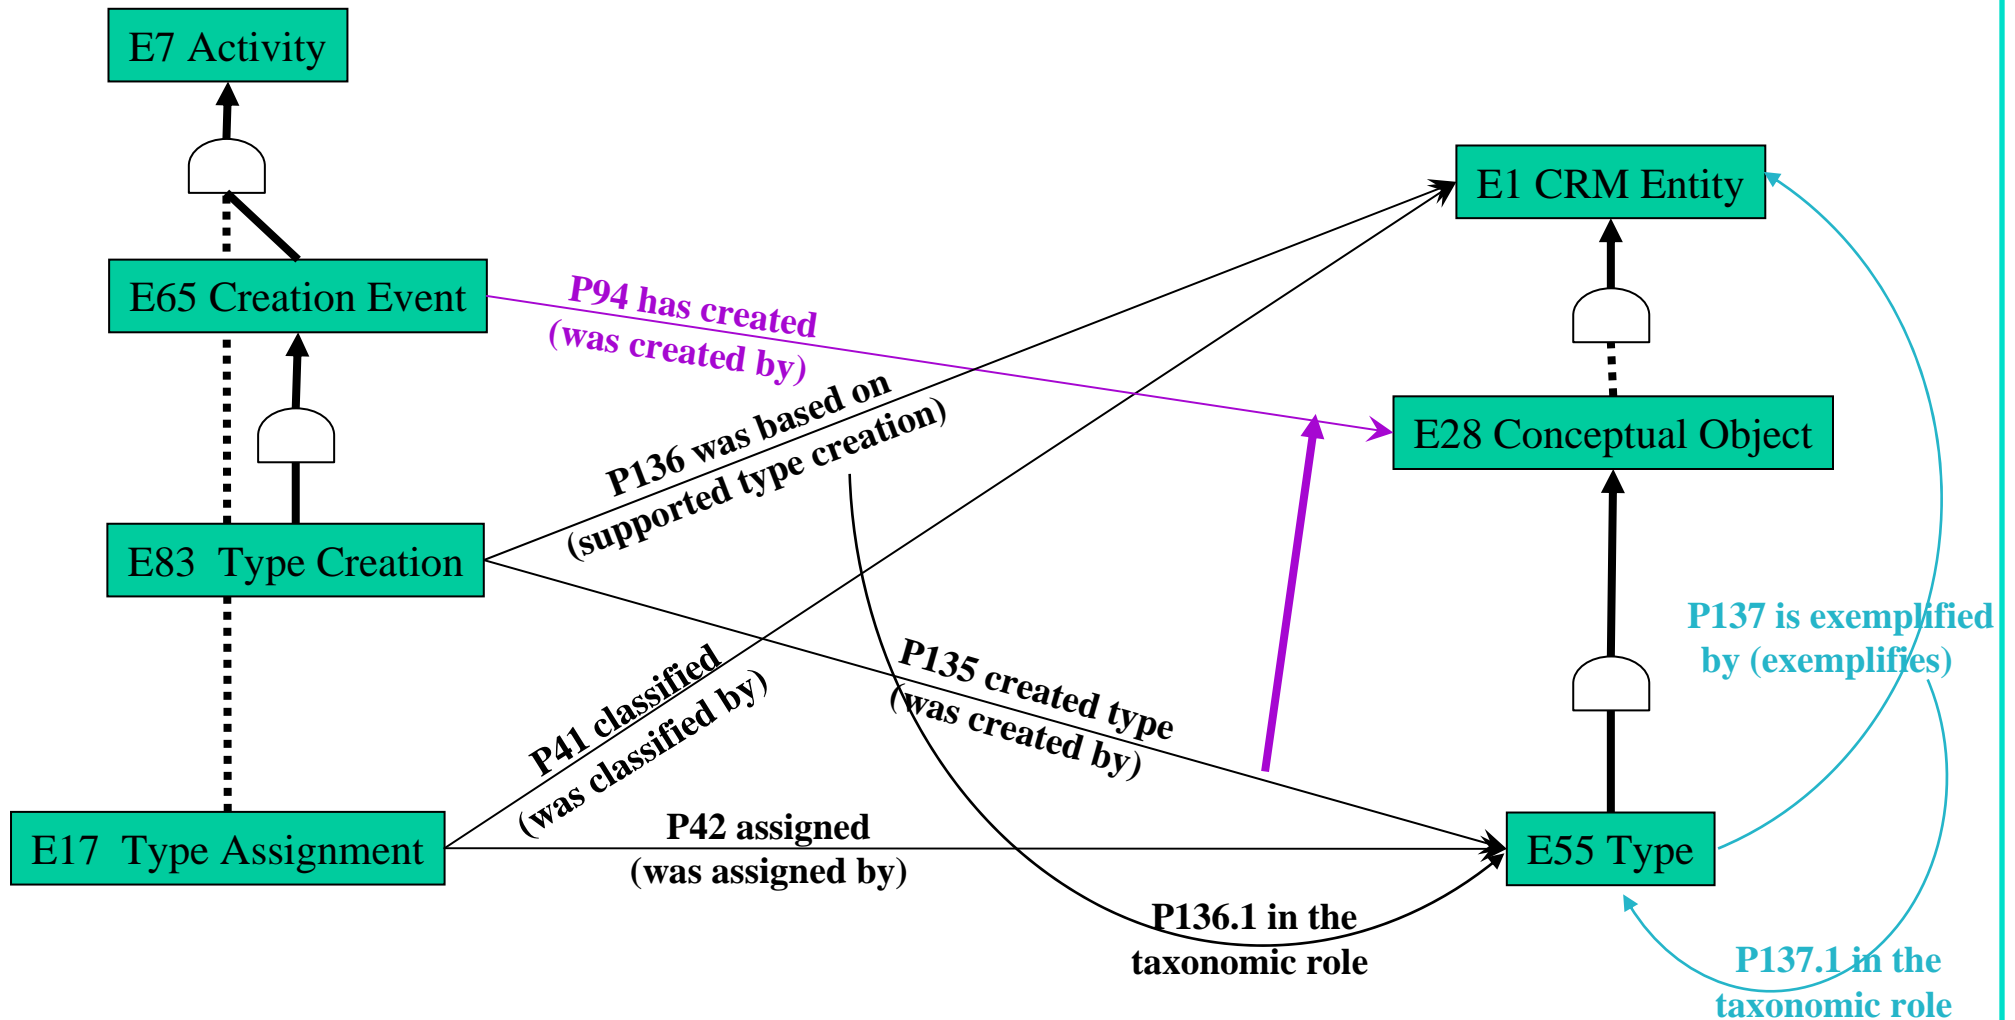 E7 Activity
E1 CRM Entity
E65 Creation Event
P94 has created
(was created by)
E28 Conceptual Object
P136 was based on
(supported type creation)
E83  Type Creation
P137 is exemplified
by (exemplifies)
P135 created type
(was created by)
P41 classified
(was classified by)
E17  Type Assignment
P42 assigned
(was assigned by)
E55 Type
P136.1 in the
taxonomic role
P137.1 in the
taxonomic role